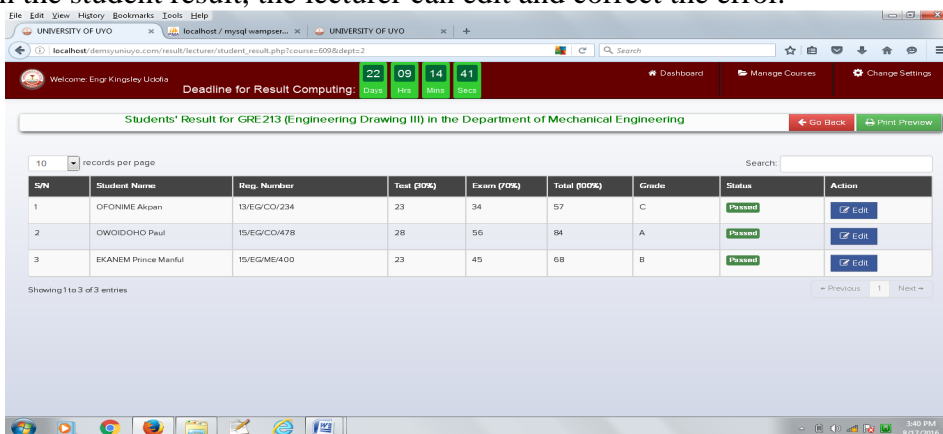 in the student result, the lecturer can edit and correct the error.
File Edit View History Bookmarks Tools Help
UNIVERSITY OF UYO × localhost / mysql wampser... × UNIVERSITY OF UYO × +
localhost/demsyuniuyo.com/result/lecturer/student_result.php?course=609&dept=2 Search
Welcome: Engr Kingsley Udofia Deadline for Result Computing: 22 09 14 41 Dashboard Manage Courses Change Settings
Days Hrs Mins Secs
Students' Result for GRE213 (Engineering Drawing III) in the Department of Mechanical Engineering Go Back Print Preview
10 records per page Search:
S/N Student Name Reg. Number Test (30%) Exam (70%) Total (100%) Grade Status Action
1 OFONIME Akpan 13/EG/CO/234 23 34 57 C Passed Edit
2 OWOIDOHO Paul 15/EG/CO/478 28 56 84 A Passed Edit
3 EKANEM Prince Manful 15/EG/ME/400 23 45 68 B Passed Edit
Showing 1 to 3 of 3 entries ← Previous 1 Next →
3:40 PM
8/17/2016